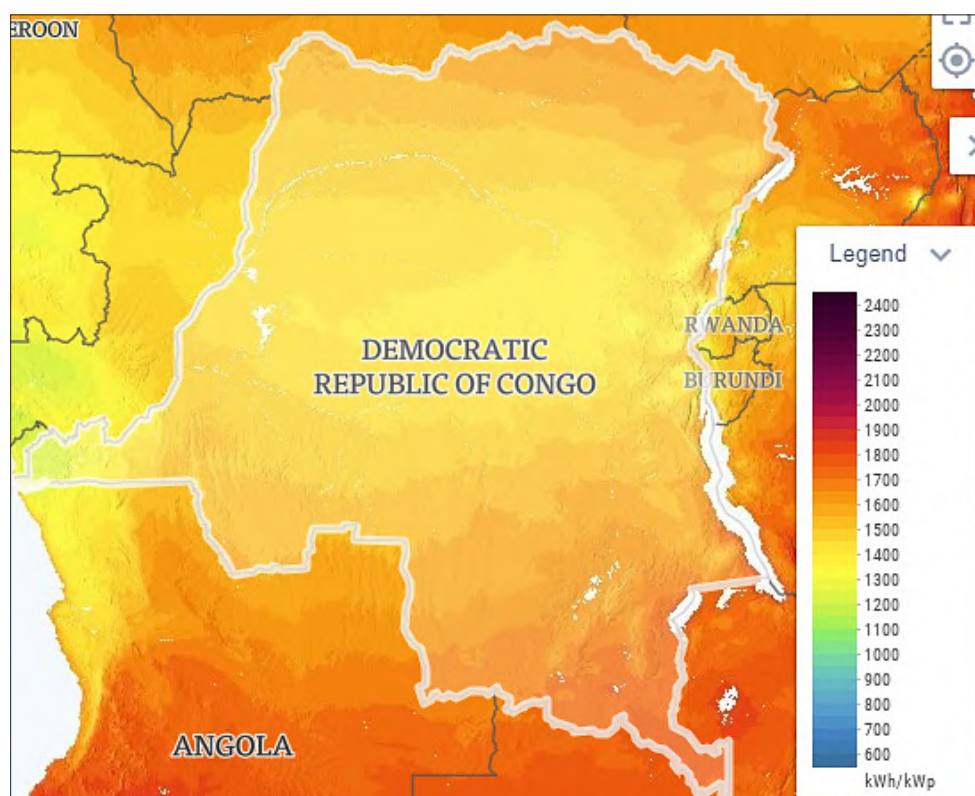 EROON
DEMOCRATIC
REPUBLIC OF CONGO
RWANDA
BURUNDI
ANGOLA
Legend
2400
2300
2200
2100
2000
1900
1800
1700
1600
1500
1400
1300
1200
1100
1000
900
800
700
600
kWh/kWp